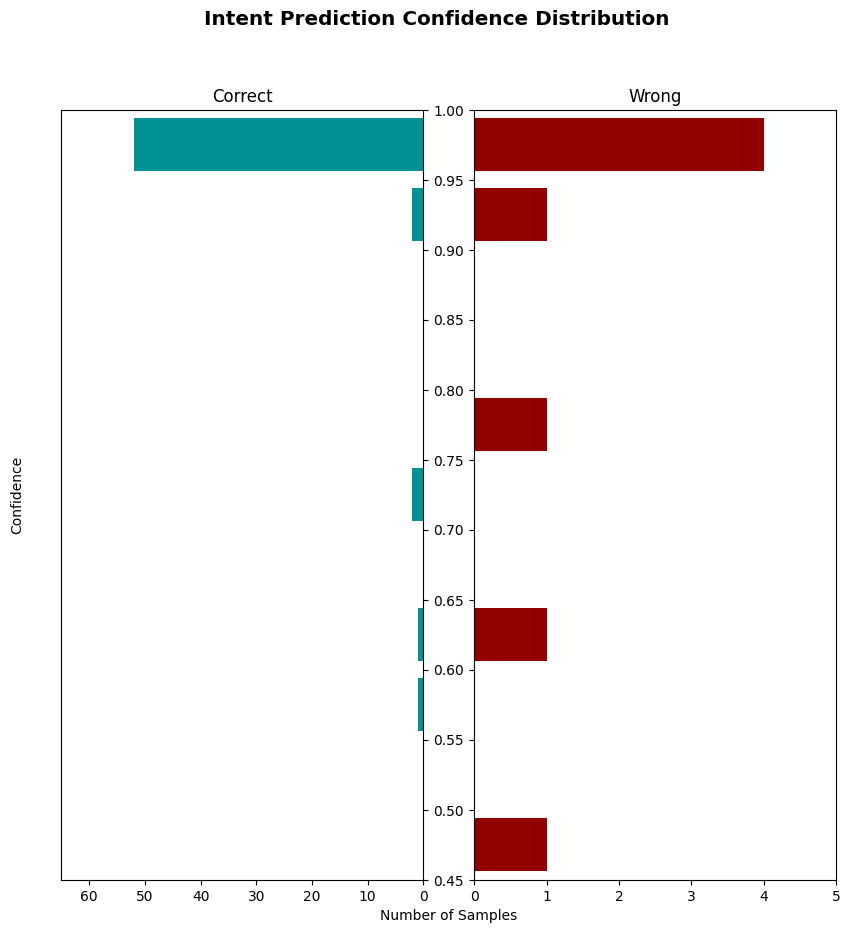 Intent Prediction Confidence Distribution
Correct
Wrong
1.00
0.95
0.90
0.85
0.80
0.75
0.70
0.65
0.60
0.55
0.50
0.45
Confidence
60 50 40 30 20 10 0
0 1 2 3 4 5
Number of Samples